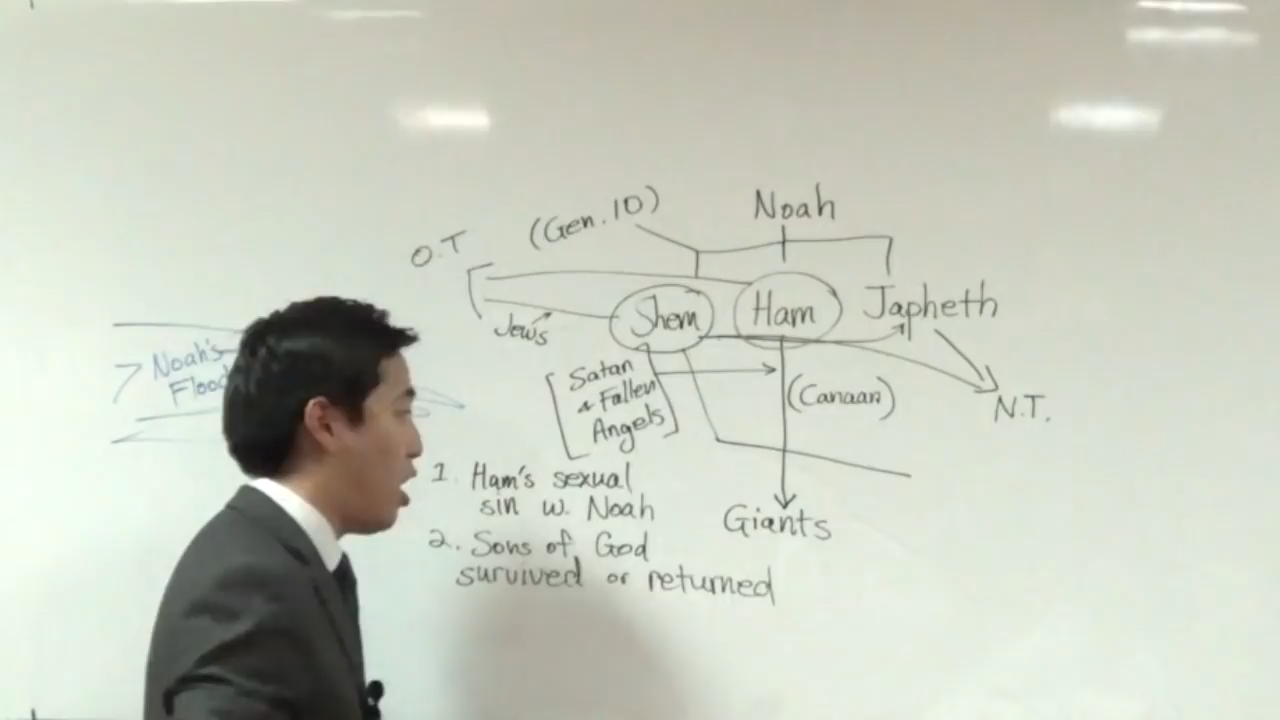 Noah
(Gen. 10)
O.T
Shem
Ham
Japheth
Jews
Noah's
Flood
Satan
& Fallen
Angels
(Canaan)
N.T.
1. Ham's sexual
sin w. Noah
Giants
2. Sons of God
survived or returned